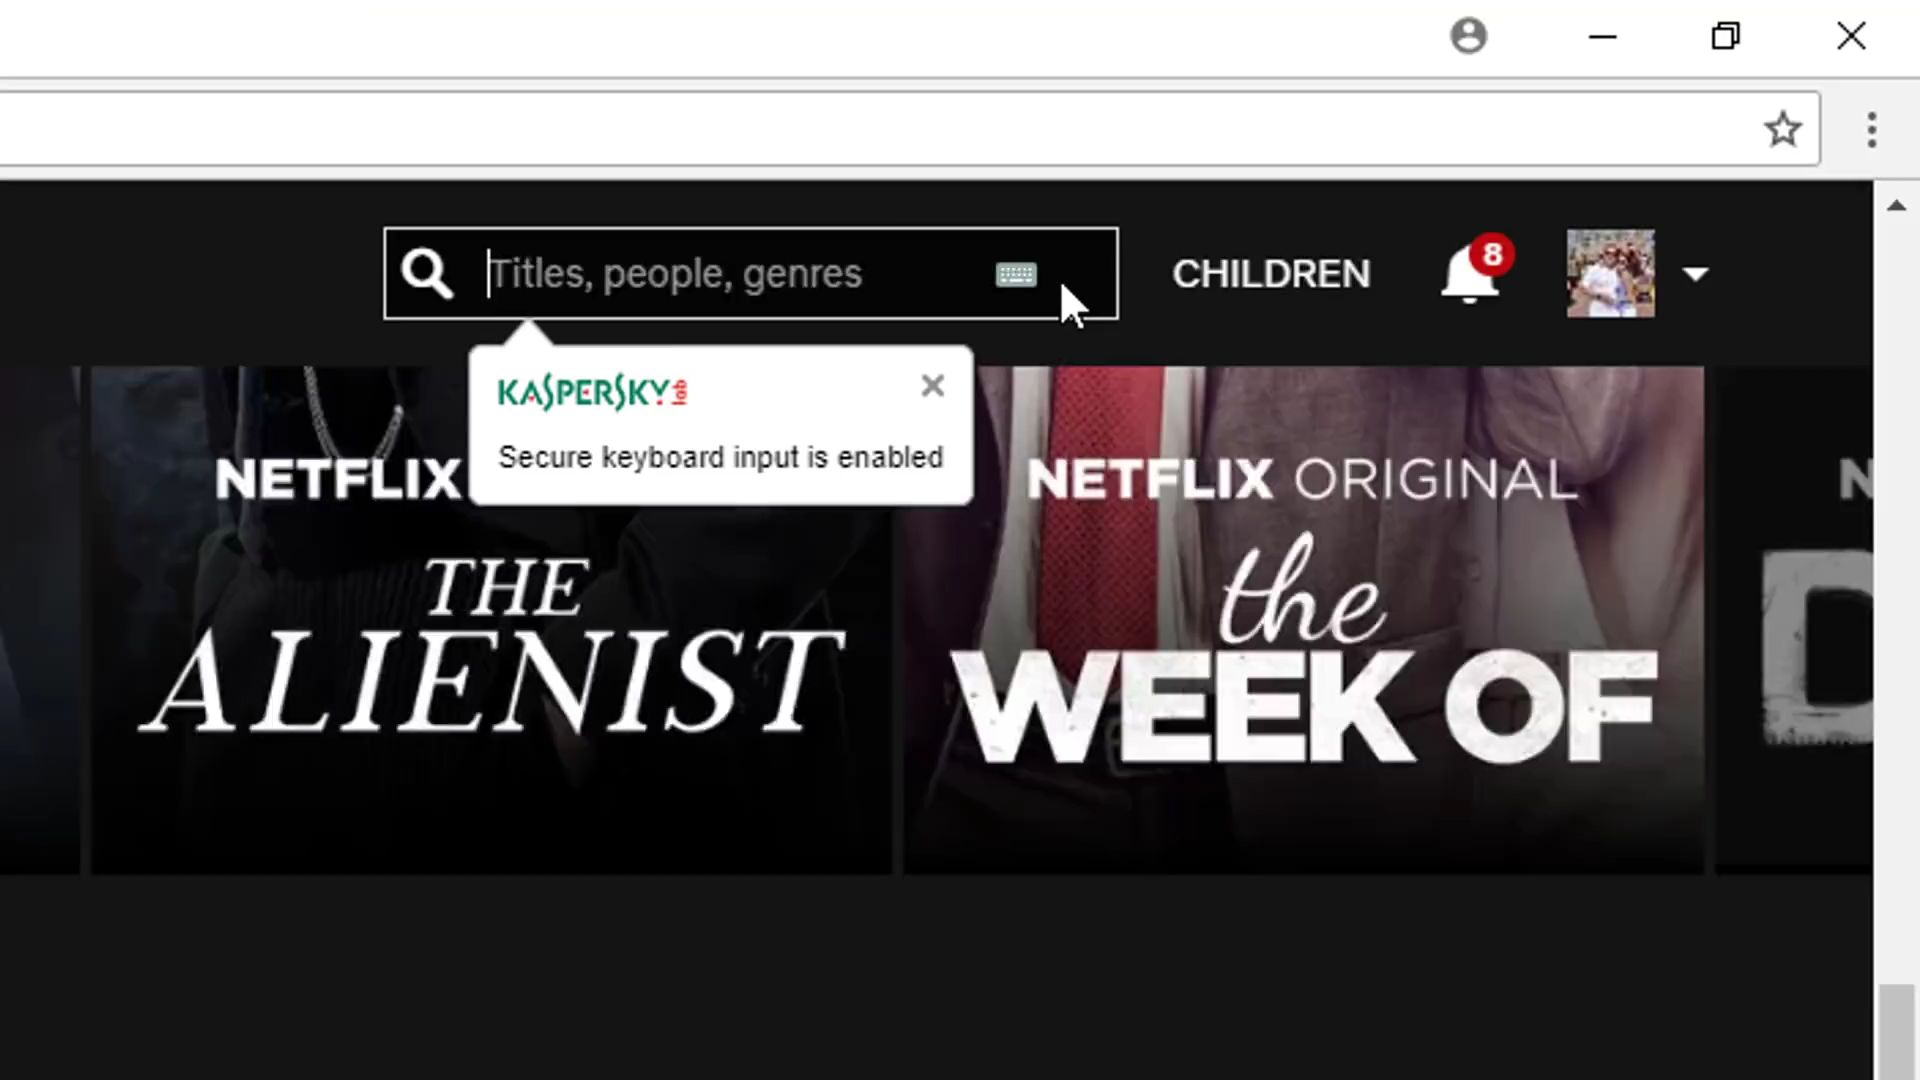 Titles, people, genres
CHILDREN
8
KASPERSKY lab
Secure keyboard input is enabled
NETFLIX
THE
ALIENIST
NETFLIX ORIGINAL
the
WEEK OF
N
D